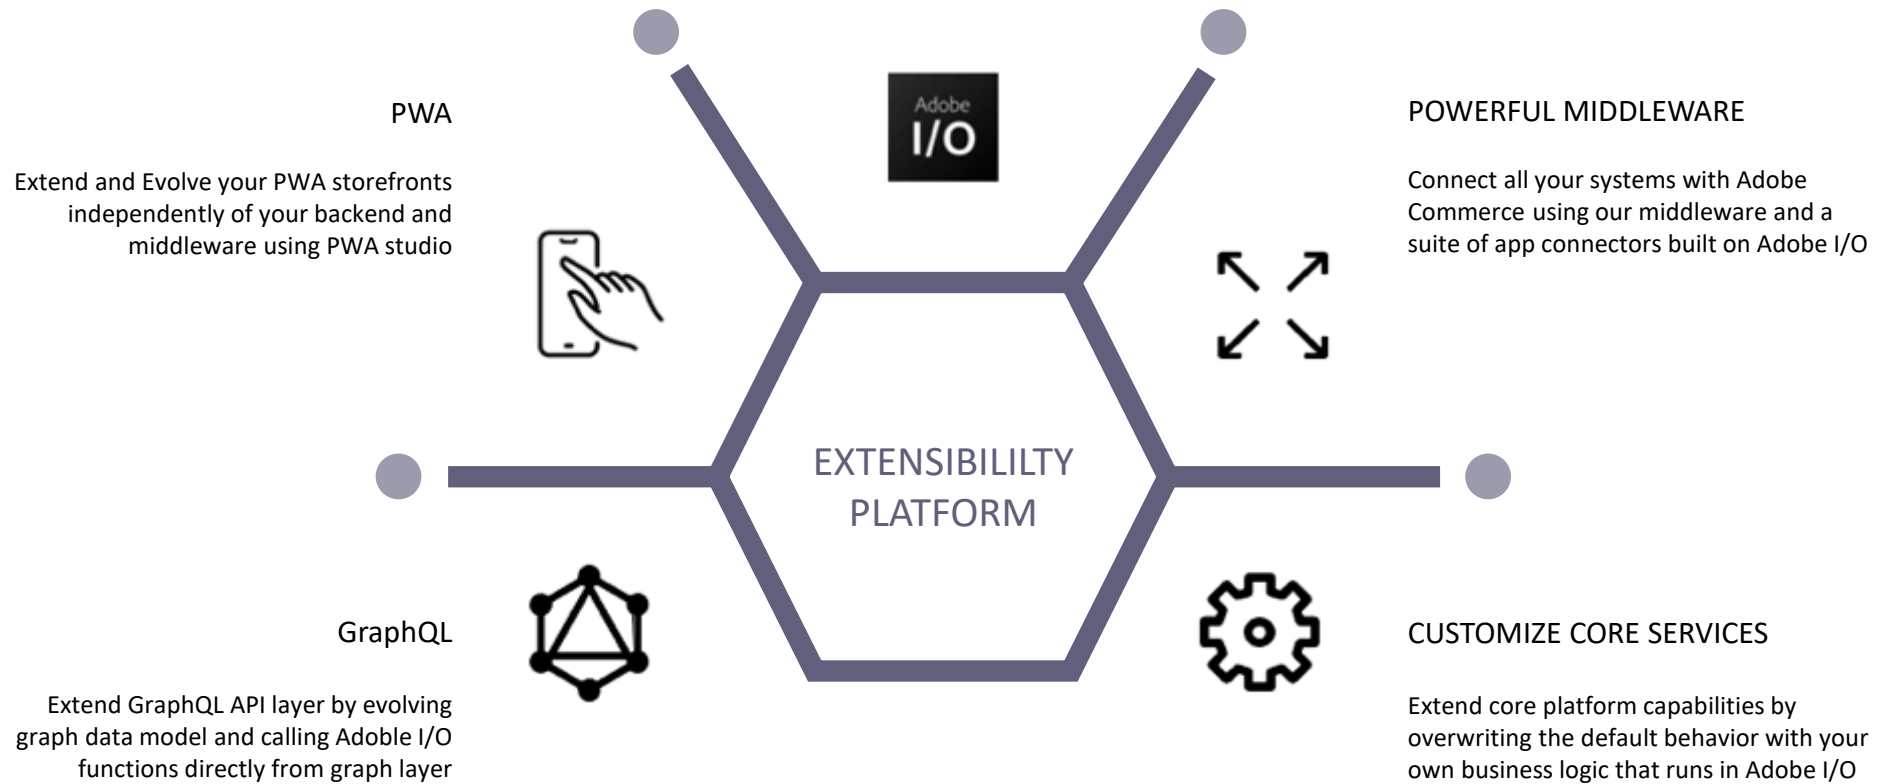 Adobe
I/O
PWA
Extend and Evolve your PWA storefronts
independently of your backend and
middleware using PWA studio
POWERFUL MIDDLEWARE
Connect all your systems with Adobe
Commerce using our middleware and a
suite of app connectors built on Adobe I/O
EXTENSIBILILTY
PLATFORM
GraphQL
Extend GraphQL API layer by evolving
graph data model and calling Adoble I/O
functions directly from graph layer
CUSTOMIZE CORE SERVICES
Extend core platform capabilities by
overwriting the default behavior with your
own business logic that runs in Adobe I/O